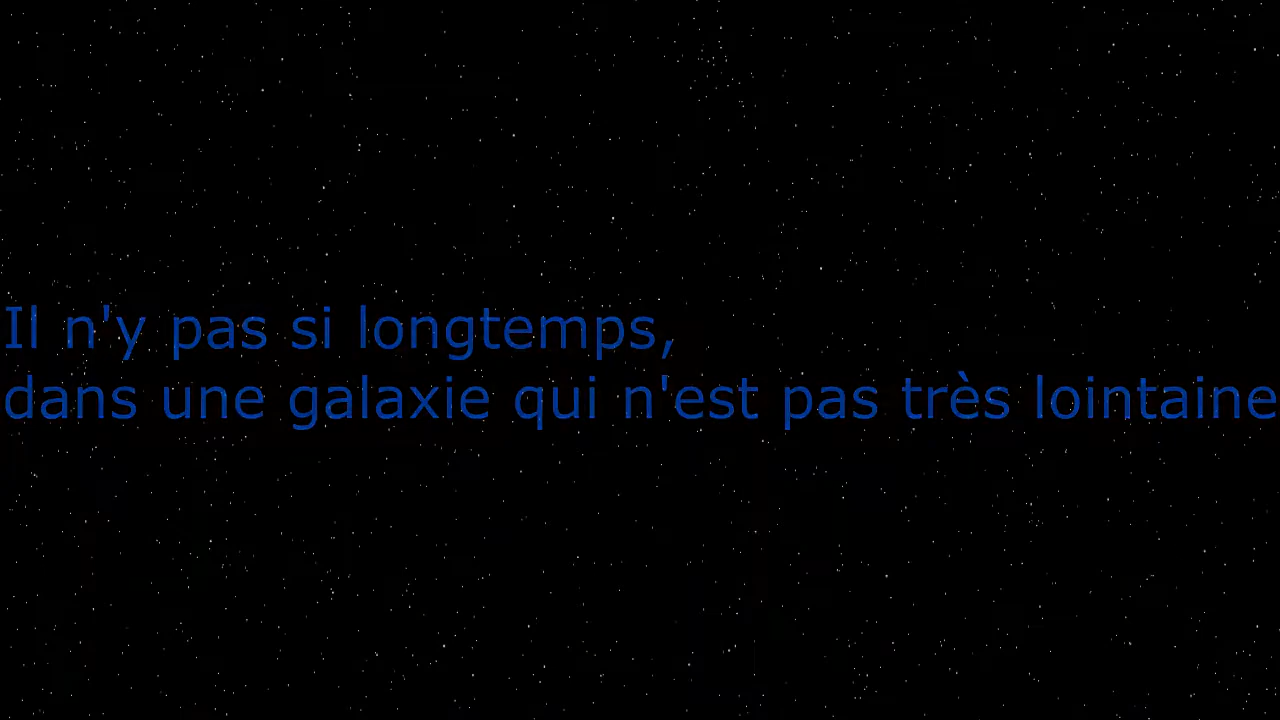 Il n'y pas si longtemps,
dans une galaxie qui n'est pas très lointaine